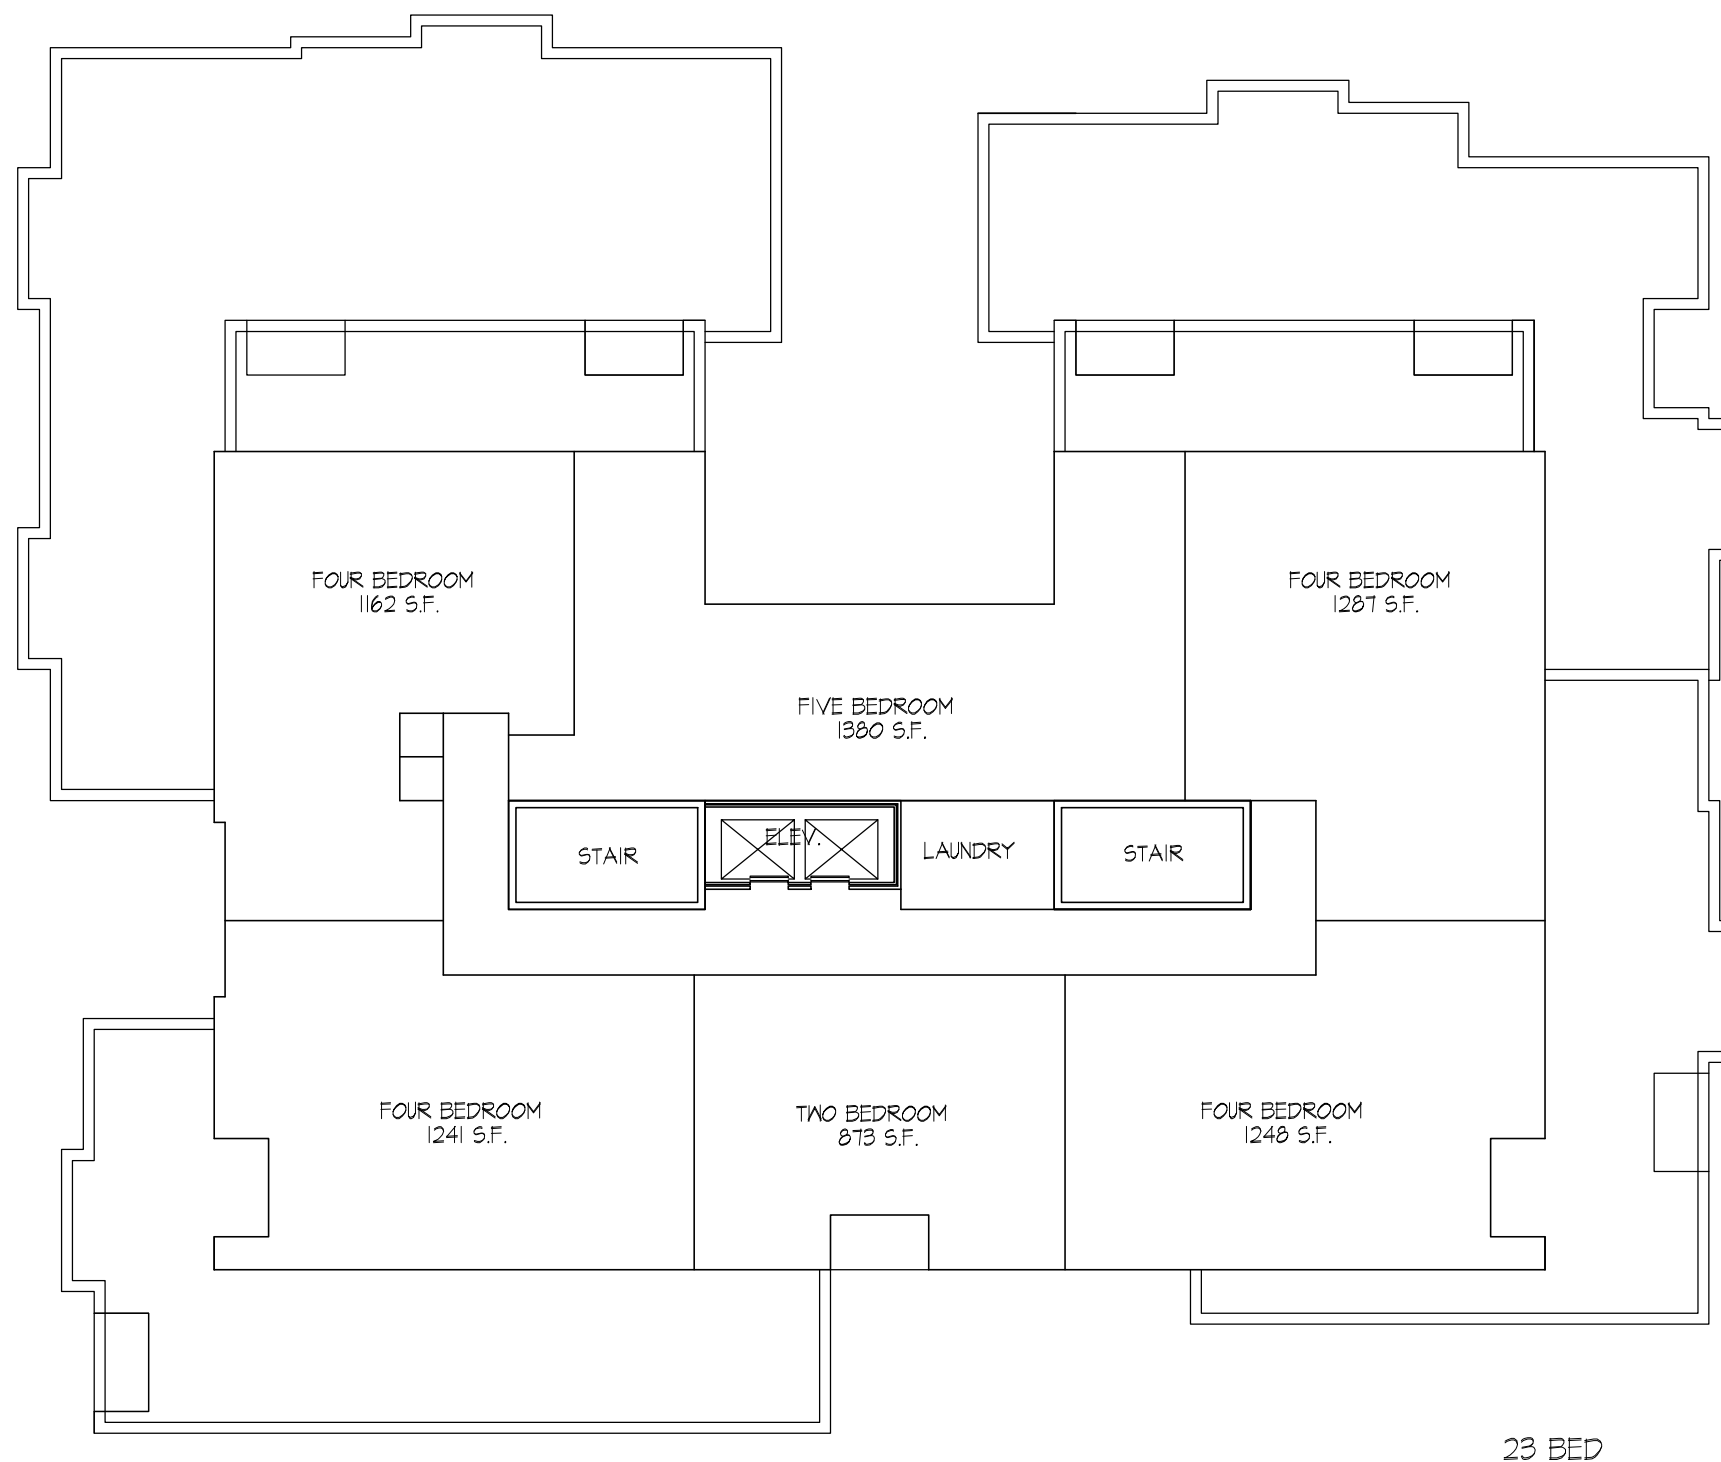 FOUR BEDROOM
1162 S.F.
FOUR BEDROOM
1287 S.F.
FIVE BEDROOM
1380 S.F.
STAIR
ELEV.
LAUNDRY
STAIR
FOUR BEDROOM
1241 S.F.
TWO BEDROOM
873 S.F.
FOUR BEDROOM
1248 S.F.
23 BED